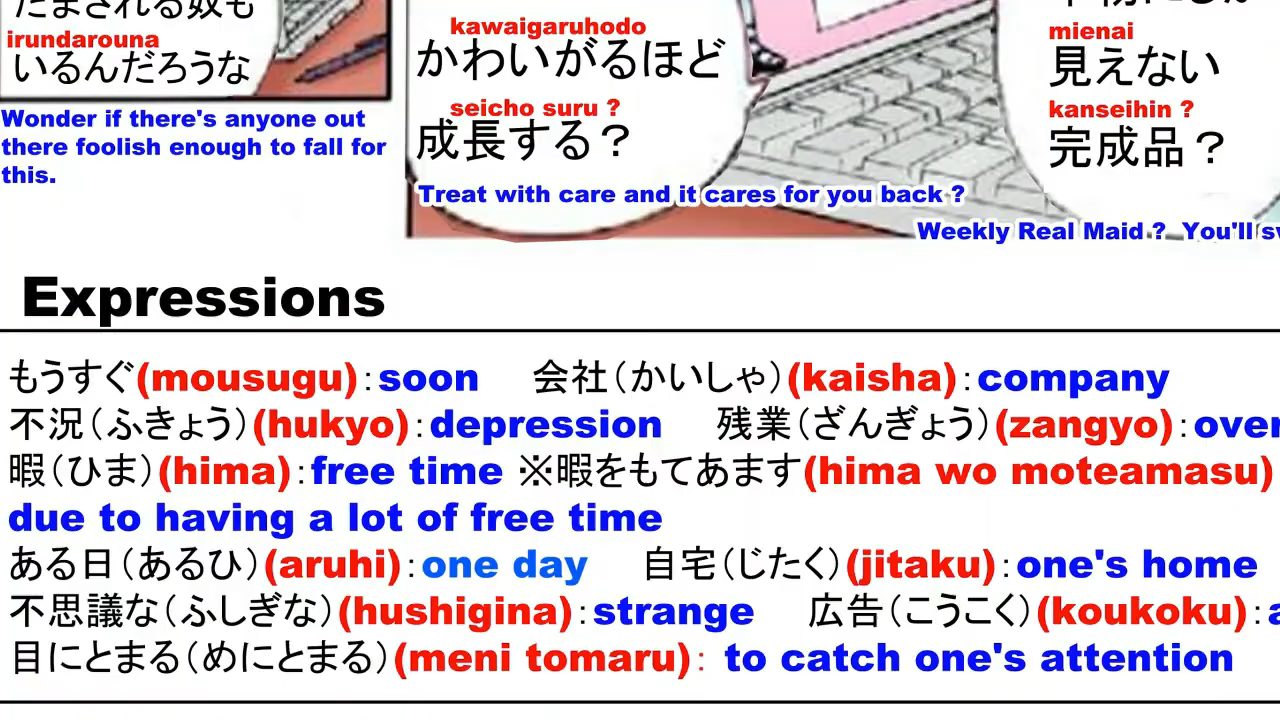 だまされる奴も
irundarouna
いるんだろうな
Wonder if there's anyone out
there foolish enough to fall for
this.
kawaigaruhodo
かわいがるほど
seicho suru ?
成長する？
Treat with care and it cares for you back ?
mienai
見えない
kanseihin ?
完成品？
Weekly Real Maid ? You'll
Expressions
もうすぐ(mousugu)：soon 会社（かいしゃ）(kaisha)：company
不況（ふきょう）(hukyo)：depression 残業（ざんぎょう）(zangyo)：over
暇（ひま）(hima)：free time ※暇をもてあます(hima wo moteamasu)
due to having a lot of free time
ある日（あるひ）(aruhi)：one day 自宅（じたく）(jitaku)：one's home
不思議な（ふしぎな）(hushigina)：strange 広告（こうこく）(koukoku)：
目にとまる（めにとまる）(meni tomaru)： to catch one's attention